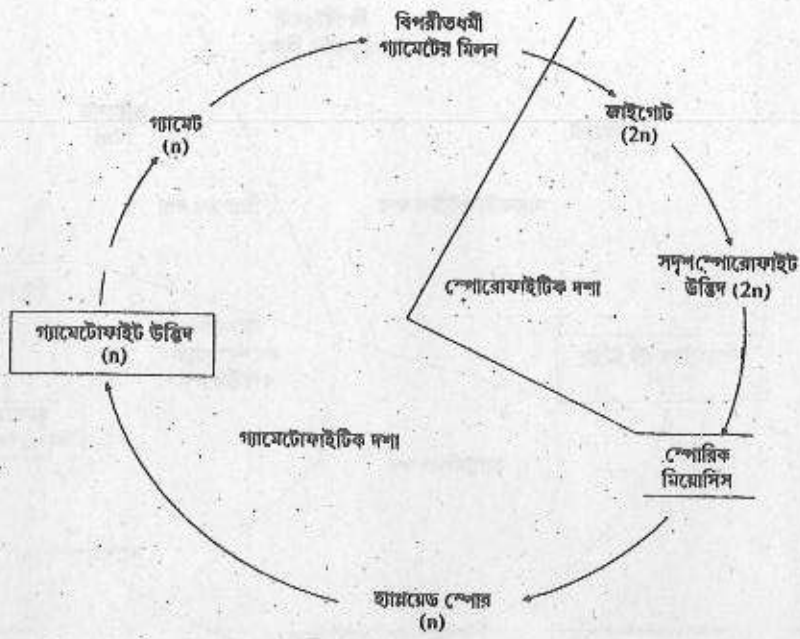 বিপরীতধর্মী
গ্যামেটের মিলন
গ্যামেট
(n)
জাইগোট
(2n)
সদৃশস্পোরোফাইট
উদ্ভিদ (2n)
স্পোরোফাইটিক দশা
গ্যামেটোফাইট উদ্ভিদ
(n)
গ্যামেটোফাইটিক দশা
স্পোরিক
মিয়োসিস
হ্যাপ্লয়েড স্পোর
(n)